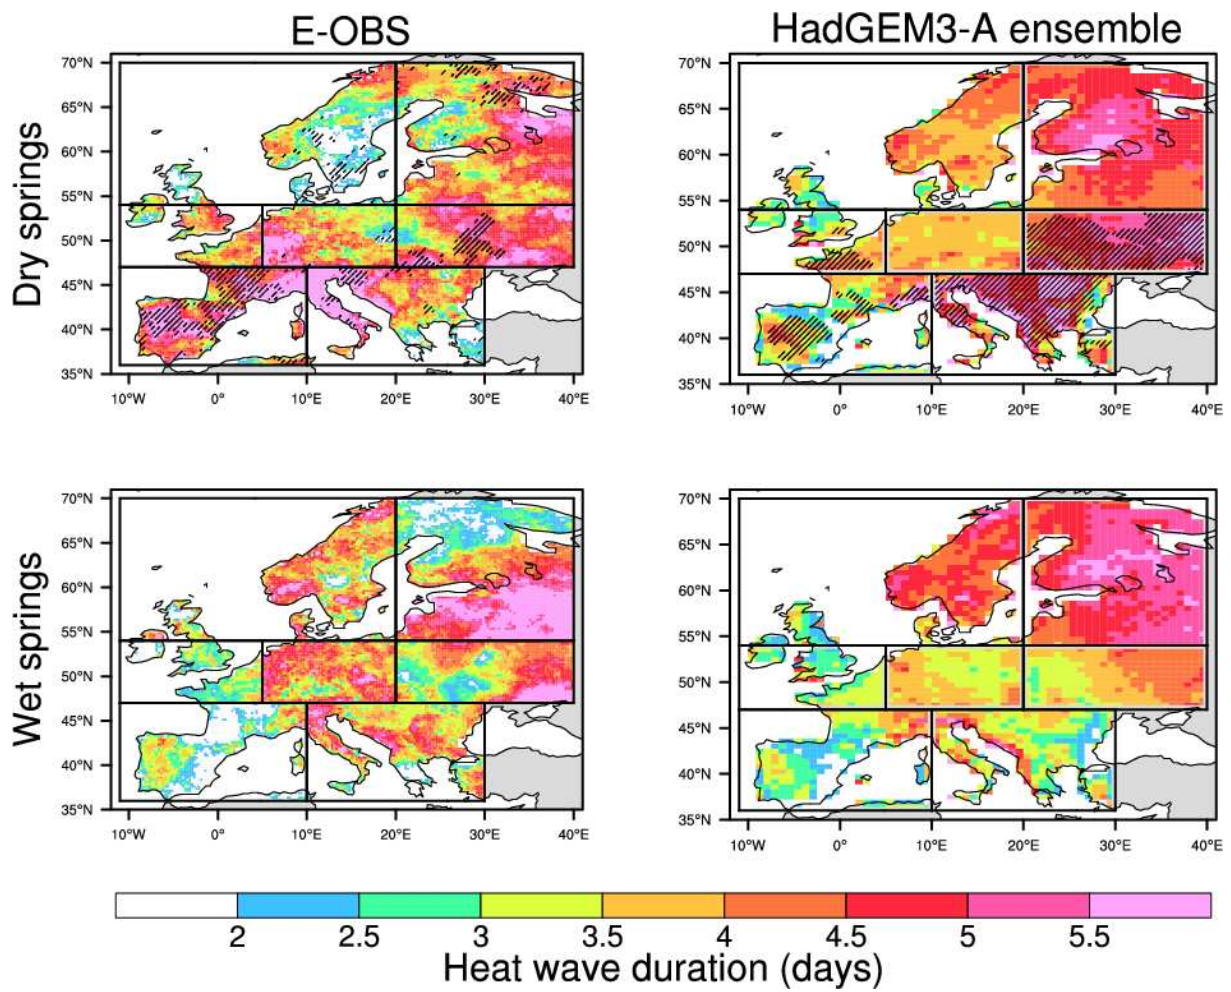 E-OBS
HadGEM3-A ensemble
Dry springs
70°N
65°N
60°N
55°N
50°N
45°N
40°N
35°N
10°W 0° 10°E 20°E 30°E 40°E
70°N
65°N
60°N
55°N
50°N
45°N
40°N
35°N
10°W 0° 10°E 20°E 30°E 40°E
Wet springs
70°N
65°N
60°N
55°N
50°N
45°N
40°N
35°N
10°W 0° 10°E 20°E 30°E 40°E
70°N
65°N
60°N
55°N
50°N
45°N
40°N
35°N
10°W 0° 10°E 20°E 30°E 40°E
2 2.5 3 3.5 4 4.5 5 5.5
Heat wave duration (days)